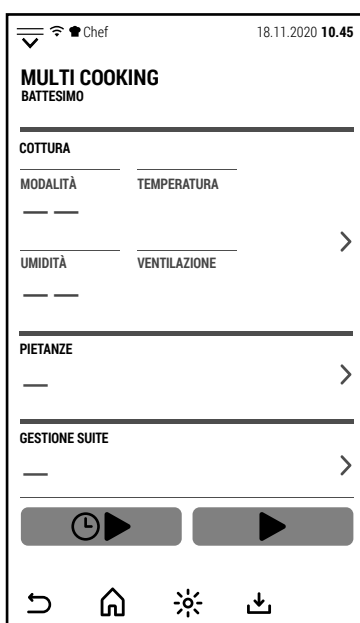 Chef 18.11.2020 10.45
MULTI COOKING
BATTESIMO
COTTURA
MODALITÀ TEMPERATURA
— —
UMIDITÀ VENTILAZIONE
— —
PIETANZE
—
GESTIONE SUITE
—